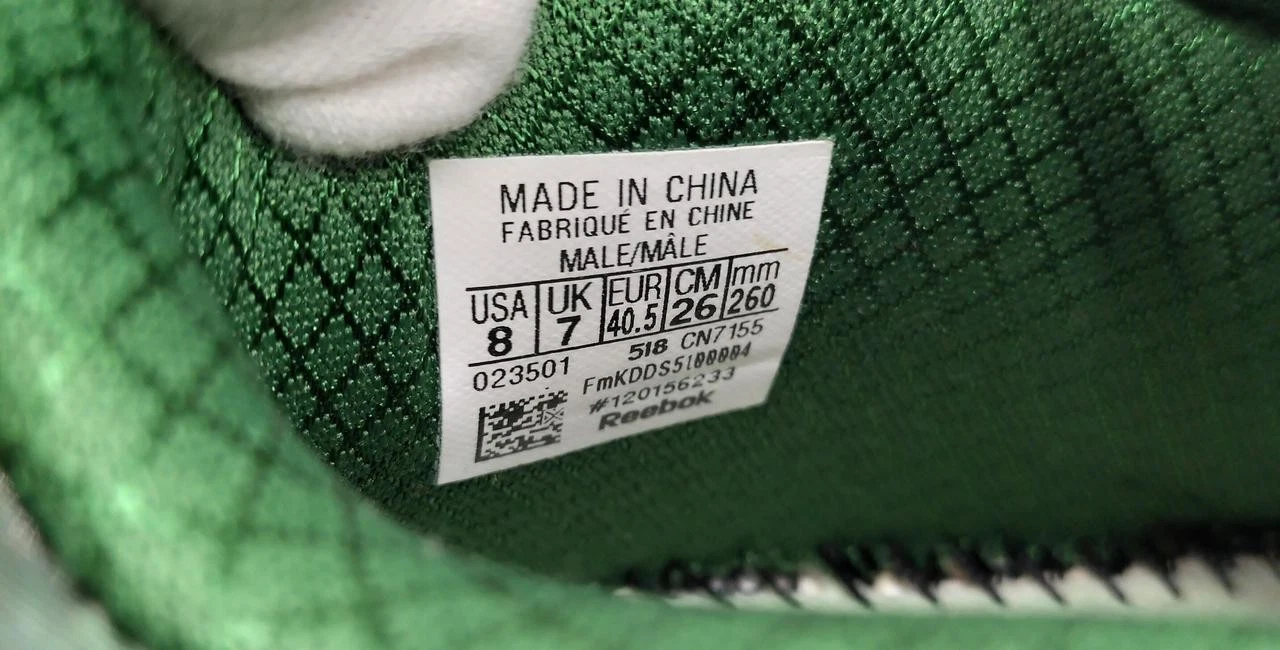 MADE IN CHINA
FABRIQUÉ EN CHINE
MALE/MÂLE
USA UK EUR CM mm
8 7 40.5 26 260
023501 518 CN7155
FmKDDS5100004
#120156233
Reebok